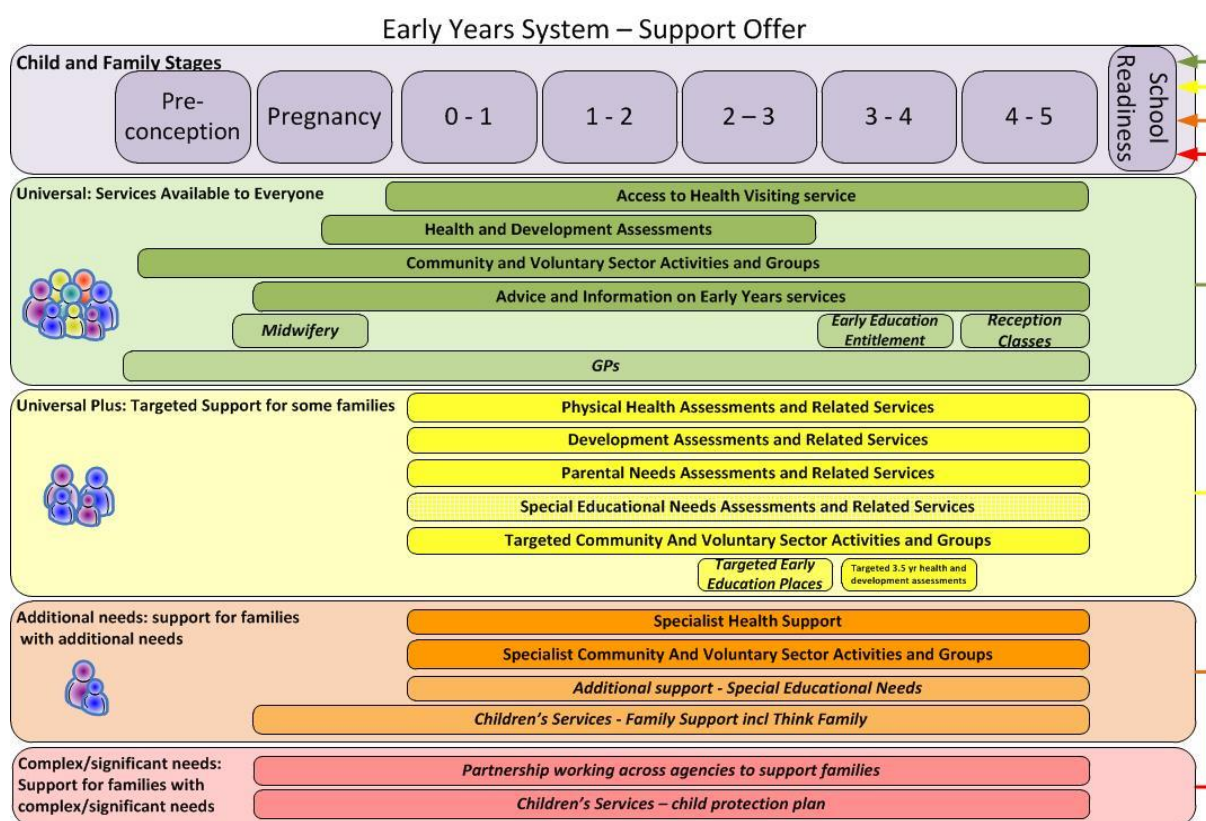 Early Years System – Support Offer
Child and Family Stages
Pre-
conception
Pregnancy
0 - 1
1 - 2
2 – 3
3 - 4
4 - 5
School
Readiness
Universal: Services Available to Everyone
Access to Health Visiting service
Health and Development Assessments
Community and Voluntary Sector Activities and Groups
Advice and Information on Early Years services
Midwifery
Early Education
Entitlement
Reception
Classes
GPs
Universal Plus: Targeted Support for some families
Physical Health Assessments and Related Services
Development Assessments and Related Services
Parental Needs Assessments and Related Services
Special Educational Needs Assessments and Related Services
Targeted Community And Voluntary Sector Activities and Groups
Targeted Early
Education Places
Targeted 3.5 yr health and
development assessments
Additional needs: support for families
with additional needs
Specialist Health Support
Specialist Community And Voluntary Sector Activities and Groups
Additional support - Special Educational Needs
Children's Services - Family Support incl Think Family
Complex/significant needs:
Support for families with
complex/significant needs
Partnership working across agencies to support families
Children's Services – child protection plan